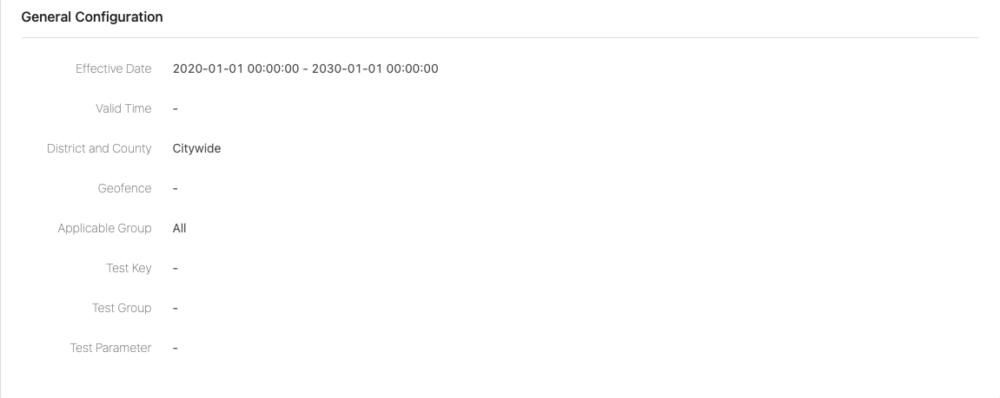 General Configuration
Effective Date 2020-01-01 00:00:00 - 2030-01-01 00:00:00
Valid Time -
District and County Citywide
Geofence -
Applicable Group All
Test Key -
Test Group -
Test Parameter -